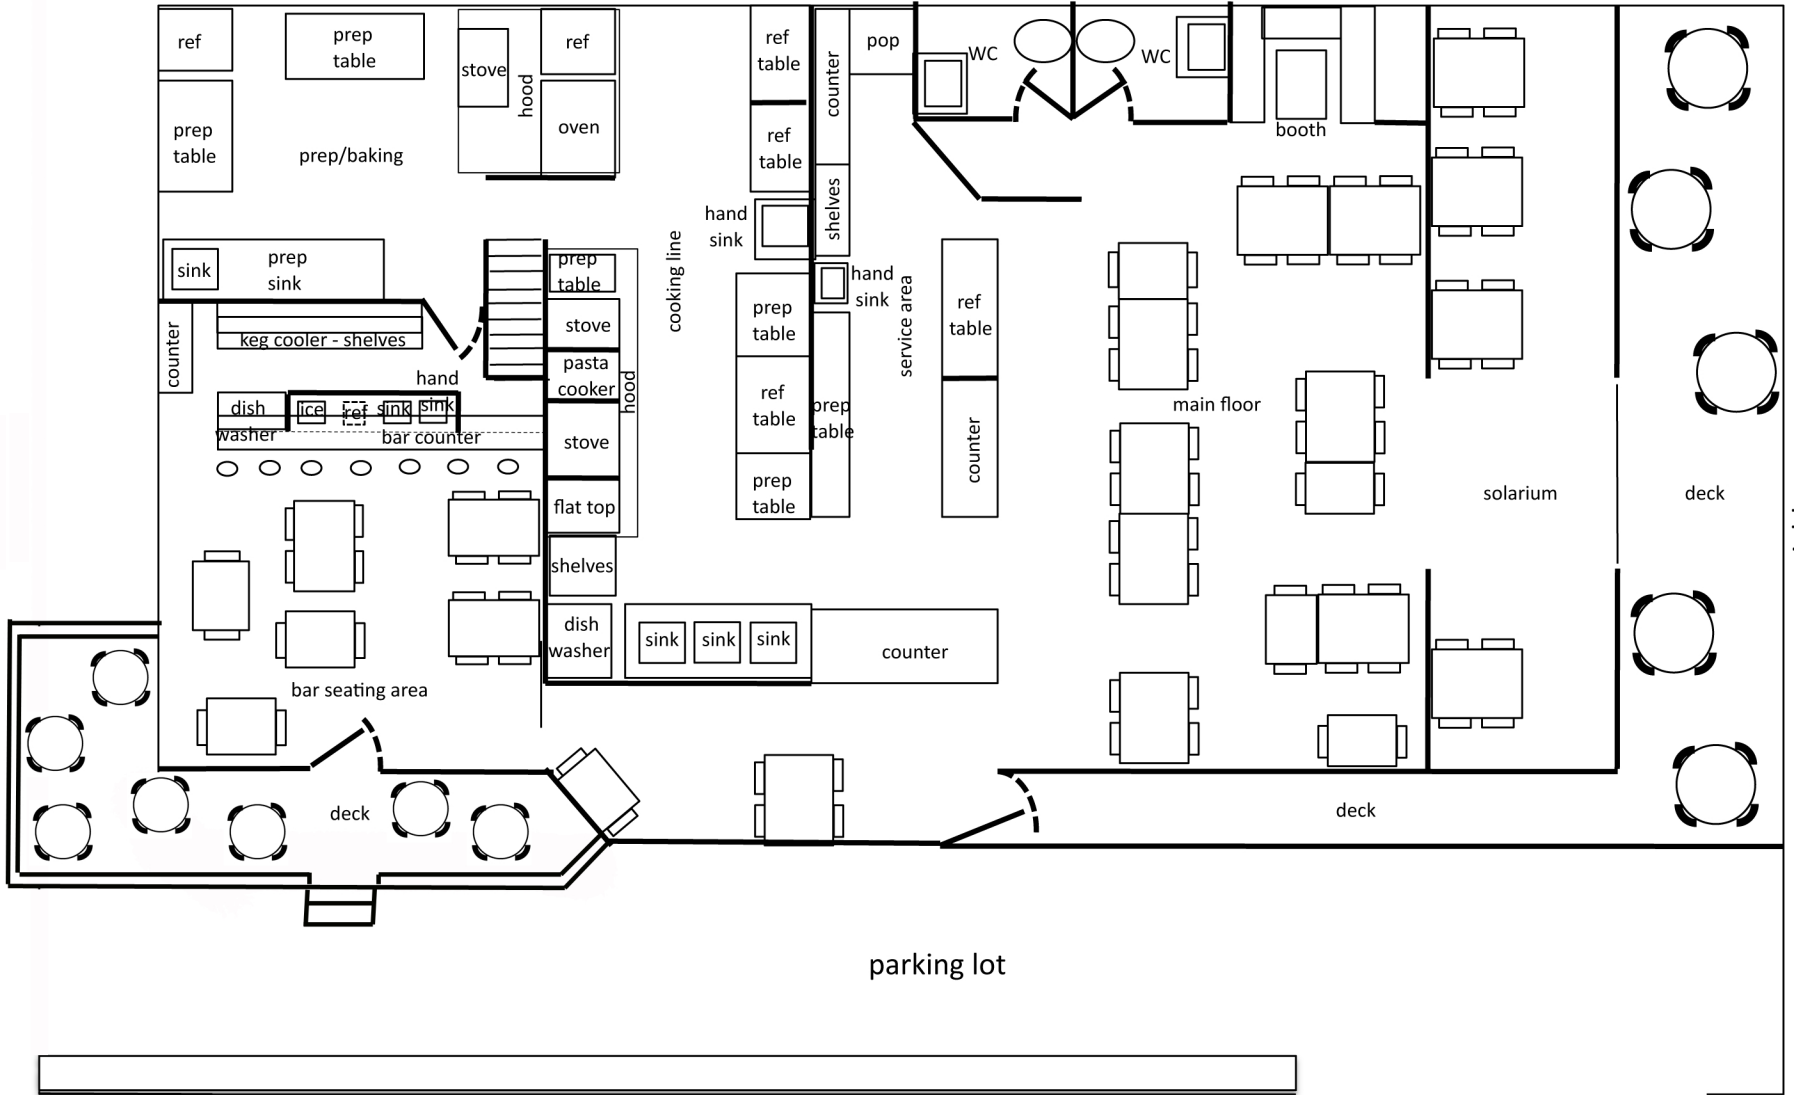 ref
prep
table
stove
hood
ref
oven
prep
table
prep/baking
sink
prep
sink
ref
table
ref
table
hand
sink
counter
pop
shelves
hand
sink
WC
WC
booth
cooking line
service area
counter
keg cooler - shelves
hand
dish
washer
ice
ref
sink
sink
bar counter
prep
table
stove
pasta
cooker
hood
stove
flat top
shelves
dish
washer
sink
sink
sink
counter
prep
table
ref
table
prep
table
prep
table
ref
table
counter
main floor
solarium
deck
bar seating area
deck
deck
parking lot